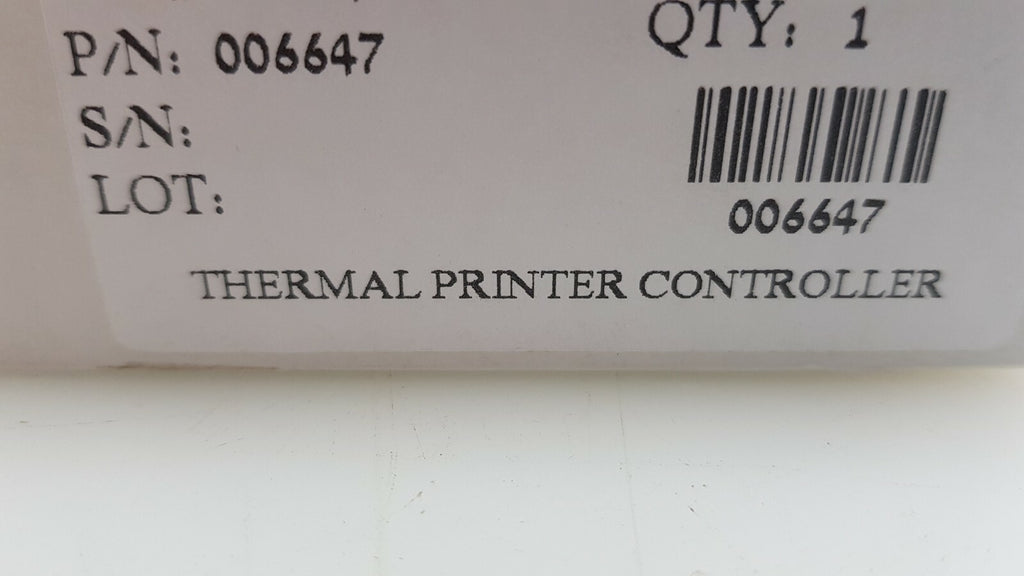 P/N: 006647
QTY: 1
S/N:
LOT:
006647
THERMAL PRINTER CONTROLLER